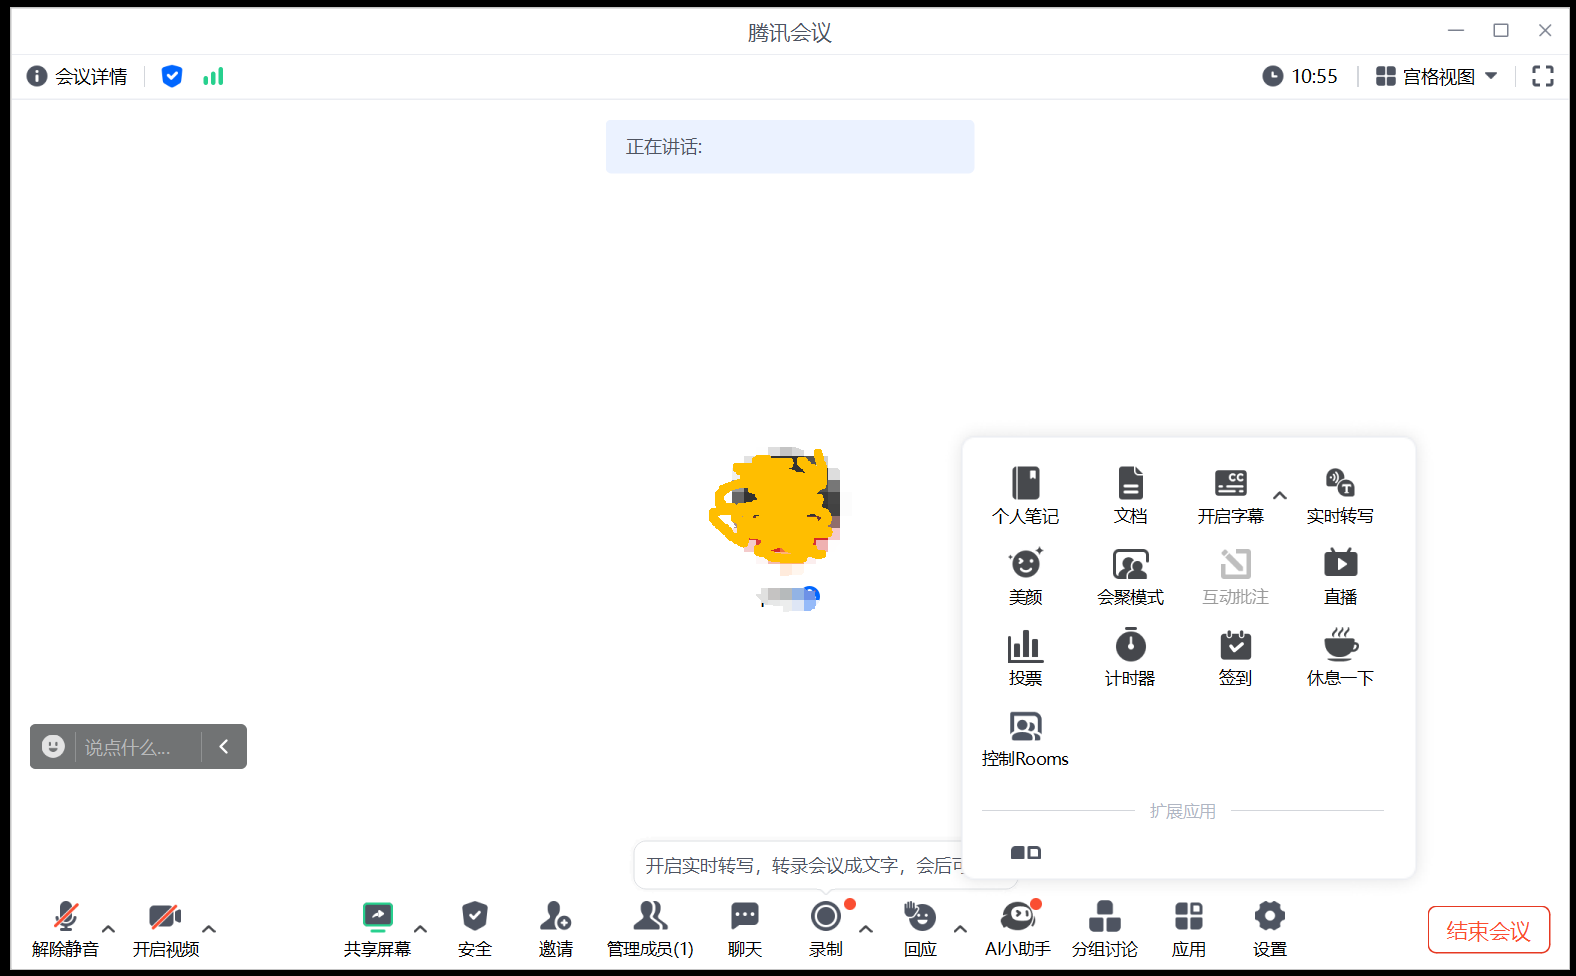 腾讯会议
会议详情
10:55
宫格视图
正在讲话:
个人笔记 文档 开启字幕 实时转写
美颜 会聚模式 互动批注 直播
投票 计时器 签到 休息一下
控制Rooms
扩展应用
说点什么...
开启实时转写，转录会议成文字，会后可
解除静音 开启视频 共享屏幕 安全 邀请 管理成员(1) 聊天 录制 回应 AI小助手 分组讨论 应用 设置 结束会议